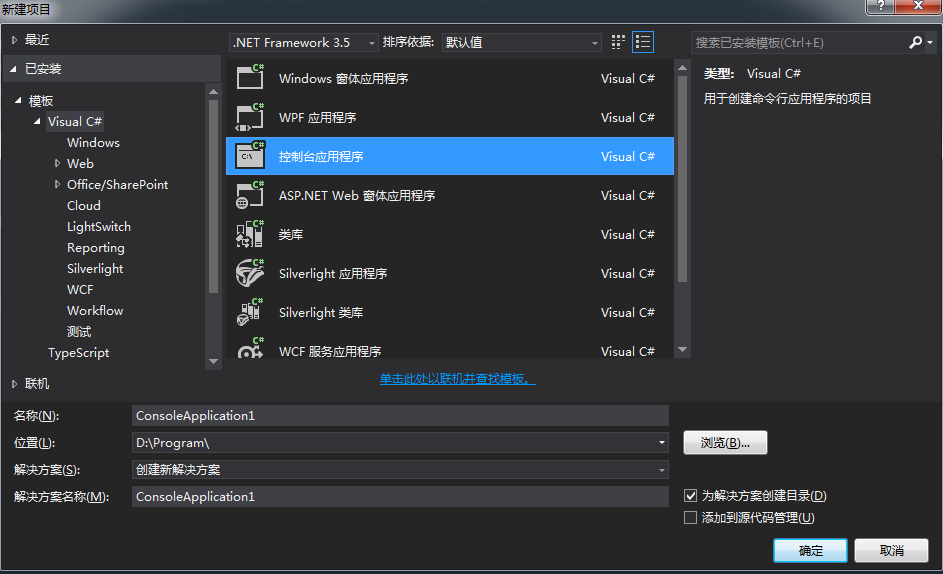 新建项目
?
最近
.NET Framework 3.5
排序依据:
默认值
搜索已安装模板(Ctrl+E)
已安装
模板
Visual C#
Windows
Web
Office/SharePoint
Cloud
LightSwitch
Reporting
Silverlight
WCF
Workflow
测试
TypeScript
联机
C# Windows 窗体应用程序 Visual C#
C# WPF 应用程序 Visual C#
C# C:\ 控制台应用程序 Visual C#
C# ASP.NET Web 窗体应用程序 Visual C#
C# 类库 Visual C#
C# Silverlight 应用程序 Visual C#
C# Silverlight 类库 Visual C#
C# WCF 服务应用程序 Visual C#
单击此处以联机并查找模板。
类型: Visual C#
用于创建命令行应用程序的项目
名称(N): ConsoleApplication1
位置(L): D:\Program\ 浏览(B)...
解决方案(S): 创建新解决方案
解决方案名称(M): ConsoleApplication1
为解决方案创建目录(D)
添加到源代码管理(U)
确定 取消